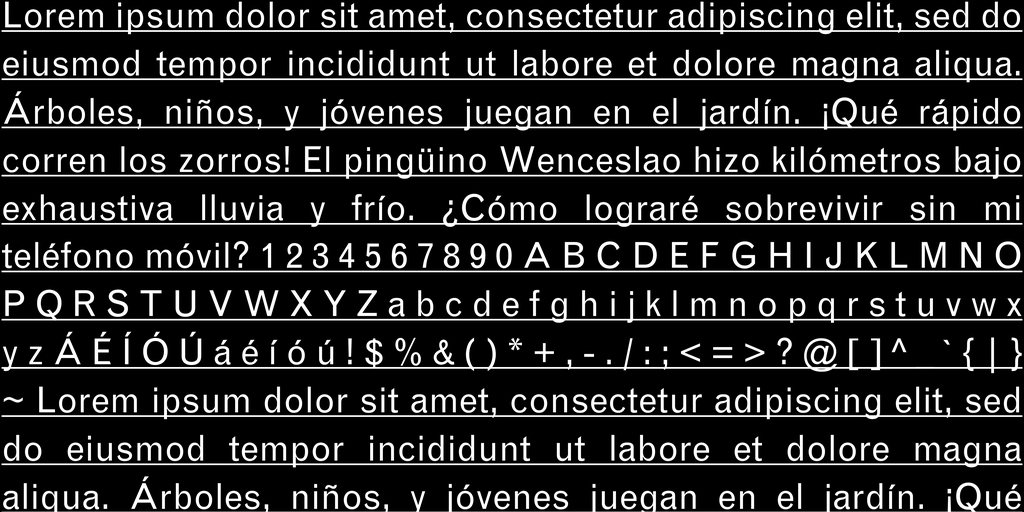 Lorem ipsum dolor sit amet, consectetur adipiscing elit, sed do
eiusmod tempor incididunt ut labore et dolore magna aliqua.
Árboles, niños, y jóvenes juegan en el jardín. ¡Qué rápido
corren los zorros! El pingüino Wenceslao hizo kilómetros bajo
exhaustiva lluvia y frío. ¿Cómo lograré sobrevivir sin mi
teléfono móvil? 1 2 3 4 5 6 7 8 9 0 A B C D E F G H I J K L M N O
P Q R S T U V W X Y Z a b c d e f g h i j k l m n o p q r s t u v w x
y z Á É Í Ó Ú á é í ó ú ! $ % & ( ) * + , - . / : ; < = > ? @ [ ] ^ _ ` { | }
~ Lorem ipsum dolor sit amet, consectetur adipiscing elit, sed
do eiusmod tempor incididunt ut labore et dolore magna
aliqua. Árboles, niños, y jóvenes juegan en el jardín. ¡Qué